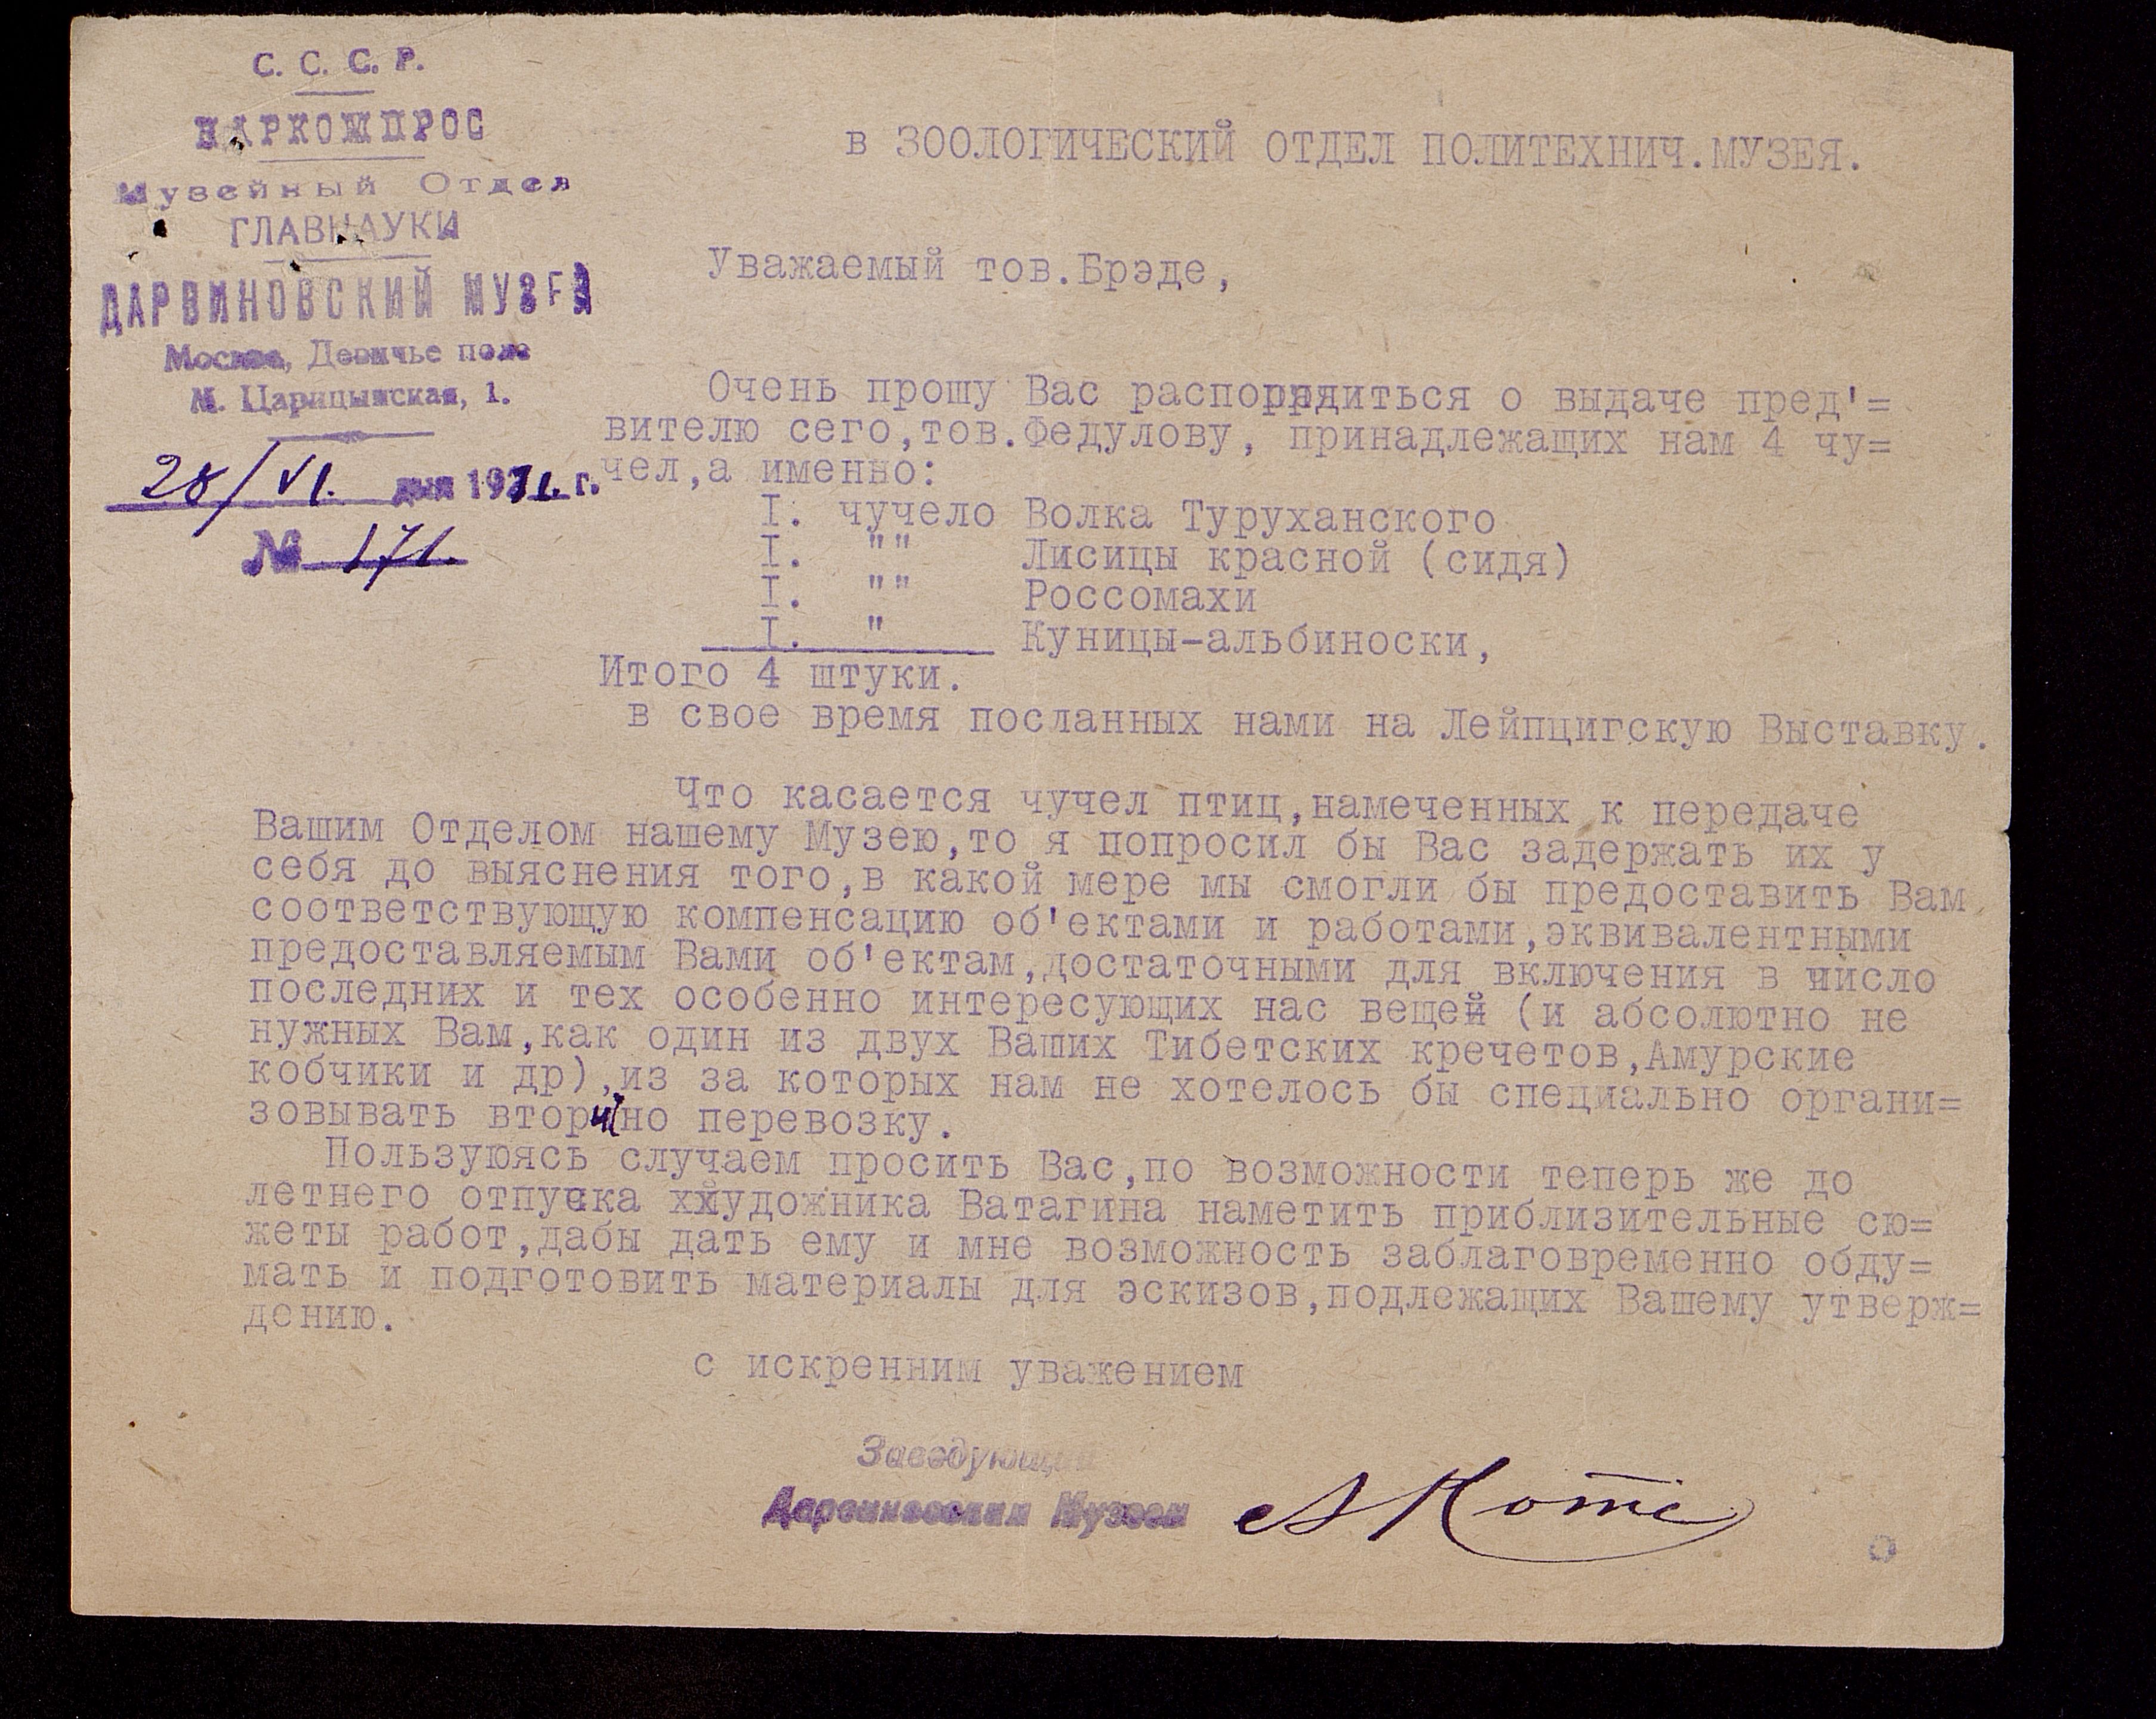 С. С. С. Р.
НАРКОМПРОС
Музейный Отдел
ГЛАВНАУКИ
ДАРВИНОВСКИЙ МУЗЕЙ
Москва, Девичье поле
М. Царицынская, 1.
28/VI. дня 1931 г.
№ 171.
в ЗООЛОГИЧЕСКИЙ ОТДЕЛ ПОЛИТЕХНИЧ.МУЗЕЯ.
Уважаемый тов.Брэде,
Очень прошу Вас распорядиться о выдаче пред'=
вителю сего,тов.Федулову, принадлежащих нам 4 чу=
чел,а именно:
I. чучело Волка Туруханского
I. "" Лисицы красной (сидя)
I. "" Россомахи
I. " Куницы-альбиноски,
Итого 4 штуки.
в свое время посланных нами на Лейпцигскую Выставку.
Что касается чучел птиц,намеченных к передаче
Вашим Отделом нашему Музею,то я попросил бы Вас задержать их у
себя до выяснения того,в какой мере мы смогли бы предоставить Вам
соответствующую компенсацию об'ектами и работами,эквивалентными
предоставляемым Вами об'ектам,достаточными для включения в число
последних и тех особенно интересующих нас вещей (и абсолютно не
нужных Вам,как один из двух Ваших Тибетских кречетов,Амурские
кобчики и др),из за которых нам не хотелось бы специально органи=
зовывать вторично перевозку.
Пользуюясь случаем просить Вас,по возможности теперь же до
летнего отпуска ххудожника Ватагина наметить приблизительные сю=
жеты работ,дабы дать ему и мне возможность заблаговременно обду=
мать и подготовить материалы для эскизов,подлежащих Вашему утверж=
дению.
с искренним уважением
Заведующий
Дарвиновским Музеем АКотс